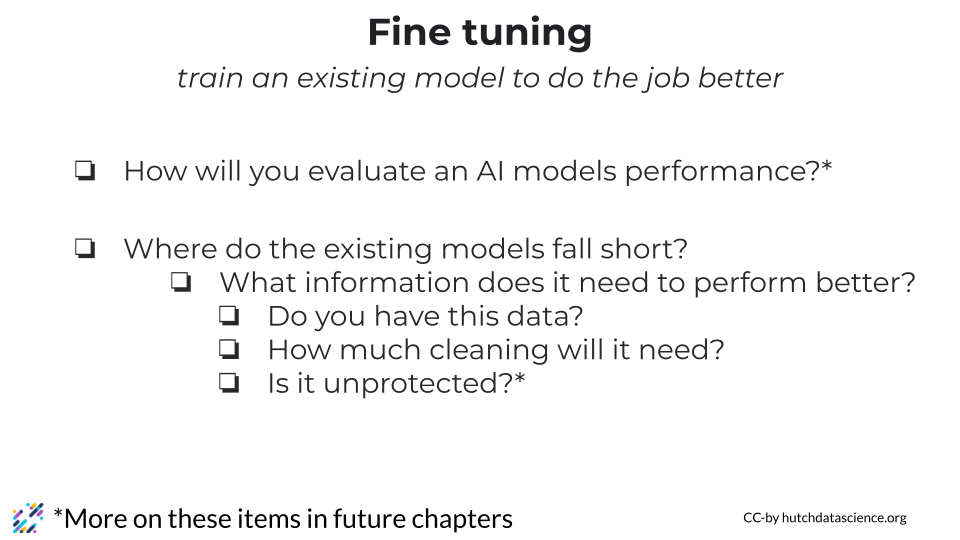 Fine tuning
train an existing model to do the job better
❏ How will you evaluate an AI models performance?*
❏ Where do the existing models fall short?
❏ What information does it need to perform better?
❏ Do you have this data?
❏ How much cleaning will it need?
❏ Is it unprotected?*
*More on these items in future chapters
CC-by hutchdatascience.org